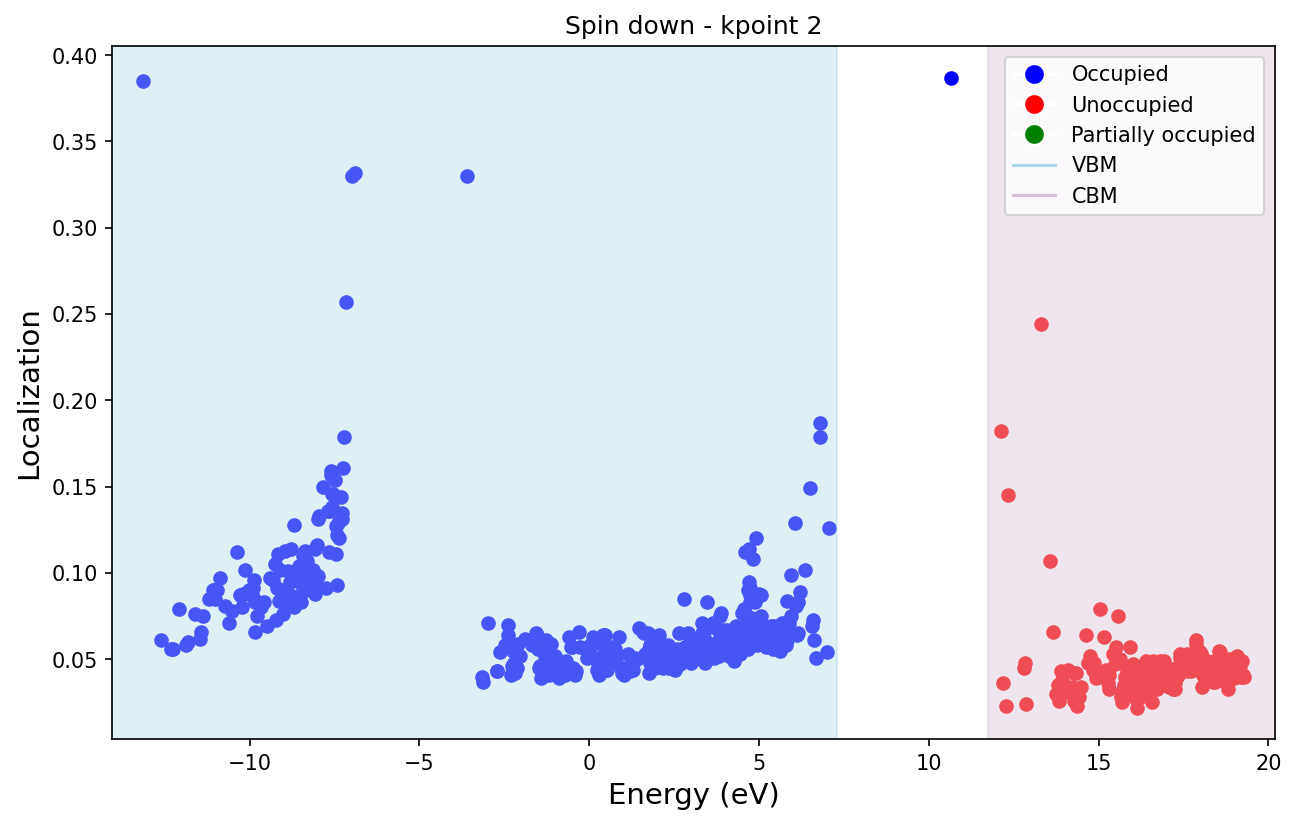 Spin down - kpoint 2
0.40
0.35
0.30
0.25
0.20
0.15
0.10
0.05
Localization
Occupied
Unoccupied
Partially occupied
VBM
CBM
−10
−5
0
5
10
15
20
Energy (eV)